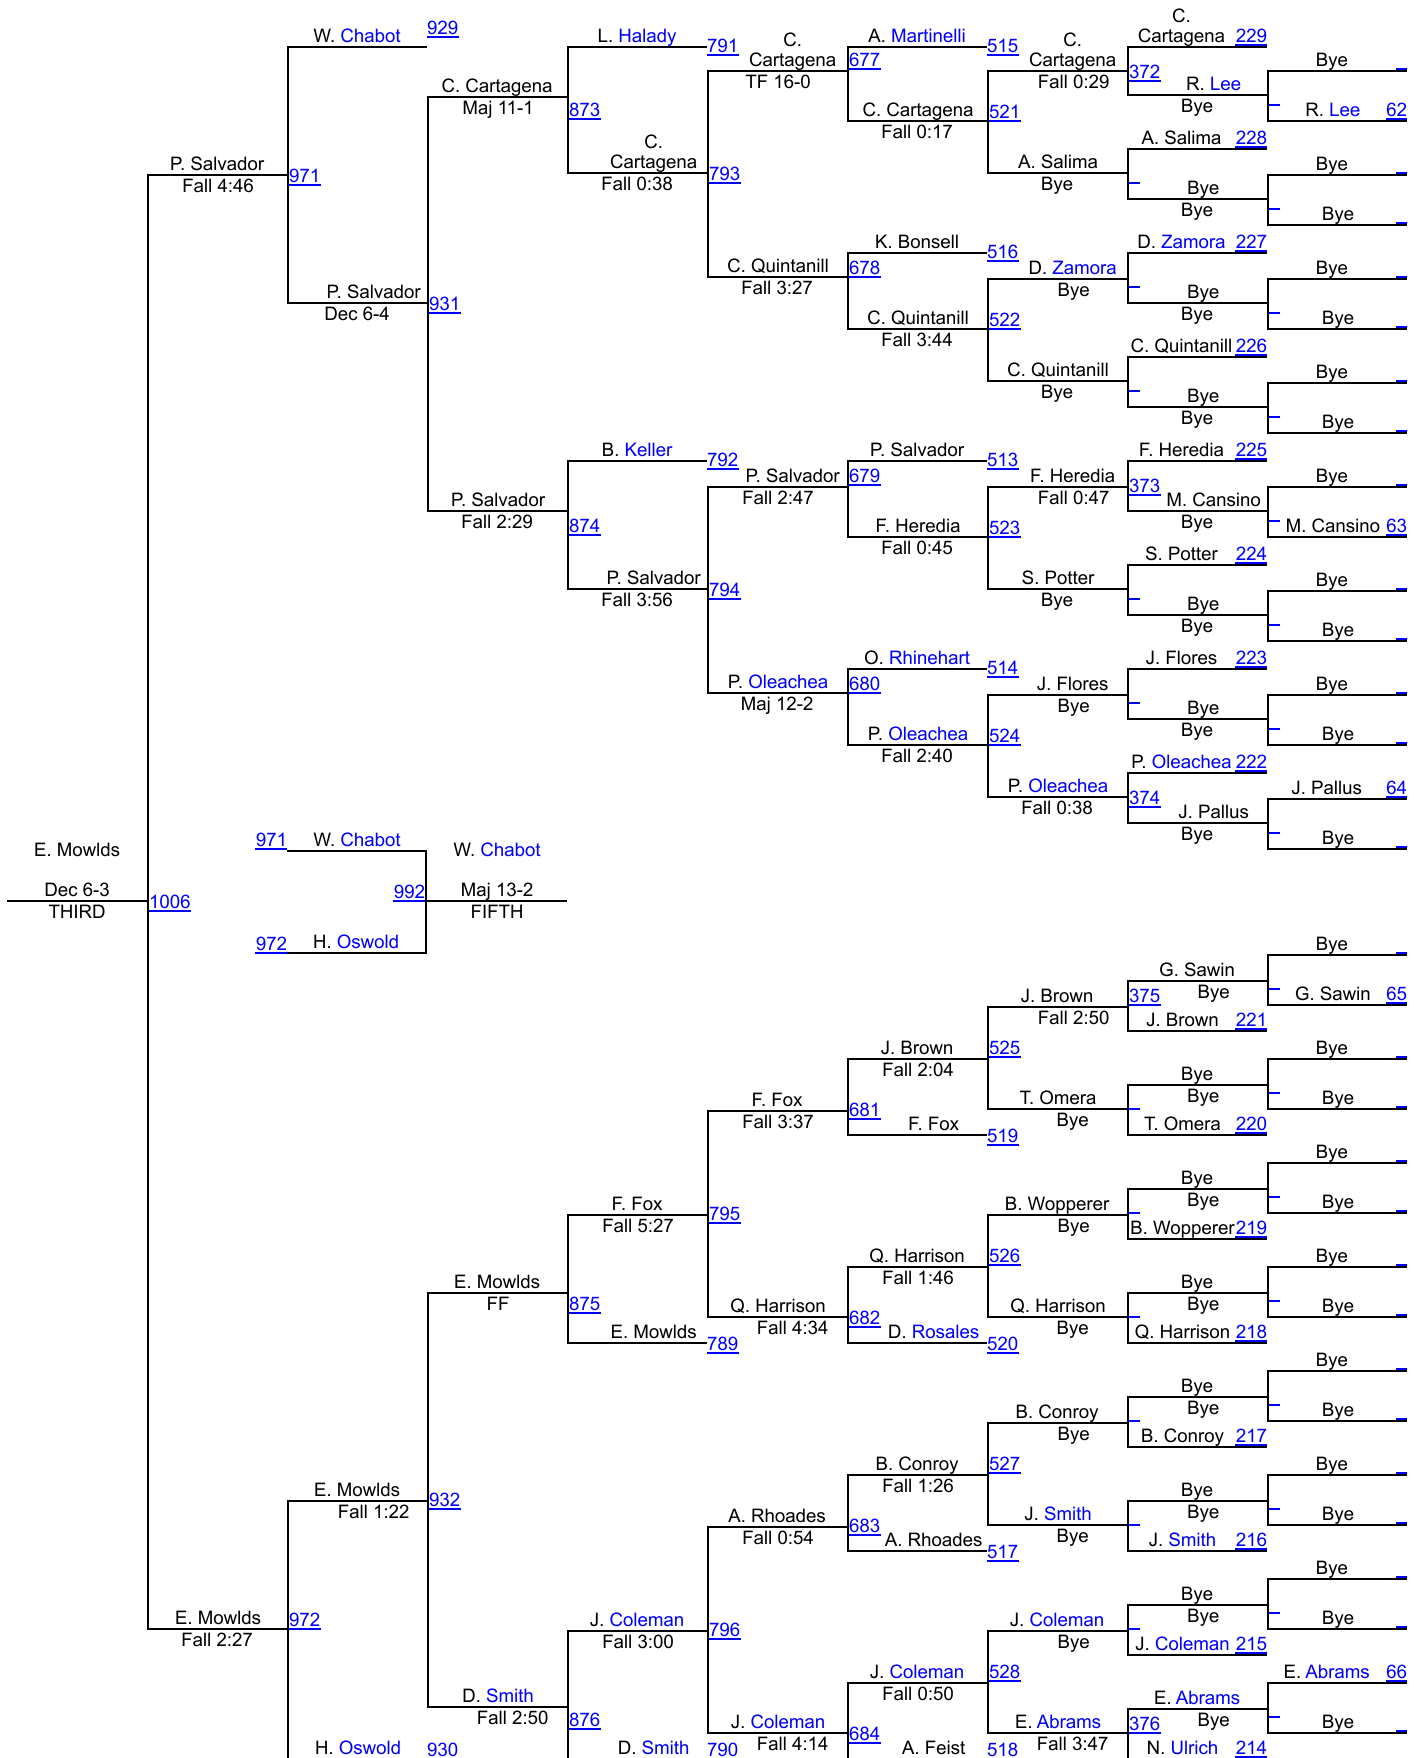 C.
W. Chabot 929 L. Halady 791 C. A. Martinelli 515 C. Cartagena 229
Cartagena 677 Cartagena 372 Bye
C. Cartagena TF 16-0 Fall 0:29 R. Lee
Maj 11-1 873 C. Cartagena 521 Bye R. Lee 62
C. Fall 0:17
Cartagena A. Salima 228
P. Salvador Fall 0:38 793 A. Salima Bye
Fall 4:46 971 Bye Bye
Bye Bye
K. Bonsell 516 D. Zamora 227
C. Quintanill 678 D. Zamora Bye
Fall 3:27 Bye Bye
P. Salvador 931 C. Quintanill 522 Bye Bye
Dec 6-4 Fall 3:44
C. Quintanill 226
C. Quintanill Bye
Bye Bye
Bye Bye
B. Keller 792 P. Salvador 513 F. Heredia 225
P. Salvador 679 F. Heredia 373 Bye
P. Salvador Fall 2:47 Fall 0:47 M. Cansino
Fall 2:29 874 F. Heredia 523 Bye M. Cansino 63
Fall 0:45
S. Potter 224
P. Salvador 794 S. Potter Bye
Fall 3:56 Bye Bye
Bye Bye
O. Rhinehart 514 J. Flores 223
P. Oleachea 680 J. Flores Bye
Maj 12-2 Bye Bye
P. Oleachea 524 Bye Bye
Fall 2:40
P. Oleachea 222
P. Oleachea 374 J. Pallus 64
Fall 0:38 J. Pallus
Bye Bye
971 W. Chabot
E. Mowlds W. Chabot
Dec 6-3 1006 992 Maj 13-2
THIRD FIFTH
972 H. Oswold Bye
G. Sawin
J. Brown 375 Bye G. Sawin 65
Fall 2:50 J. Brown 221
J. Brown 525 Bye
Fall 2:04 Bye
F. Fox 681 T. Omera Bye Bye
Fall 3:37 F. Fox 519 Bye T. Omera 220
Bye
Bye
F. Fox 795 B. Wopperer Bye Bye
Fall 5:27 Bye B. Wopperer 219
Q. Harrison 526 Bye
Fall 1:46
E. Mowlds Bye
FF 875 Q. Harrison 682 Q. Harrison Bye Bye
E. Mowlds 789 Fall 4:34 D. Rosales 520 Bye Q. Harrison 218
Bye
Bye
B. Conroy Bye Bye
Bye B. Conroy 217
B. Conroy 527 Bye
E. Mowlds 932 Fall 1:26 Bye
Fall 1:22 A. Rhoades 683 J. Smith Bye Bye
Fall 0:54 A. Rhoades 517 Bye J. Smith 216
Bye
Bye
E. Mowlds 972 J. Coleman 796 J. Coleman Bye Bye
Fall 2:27 Fall 3:00 Bye J. Coleman 215
J. Coleman 528 E. Abrams 66
D. Smith Fall 0:50 E. Abrams
Fall 2:50 876 J. Coleman 684 E. Abrams 376 Bye Bye
H. Oswold 930 D. Smith 790 Fall 4:14 A. Feist 518 Fall 3:47 N. Ulrich 214